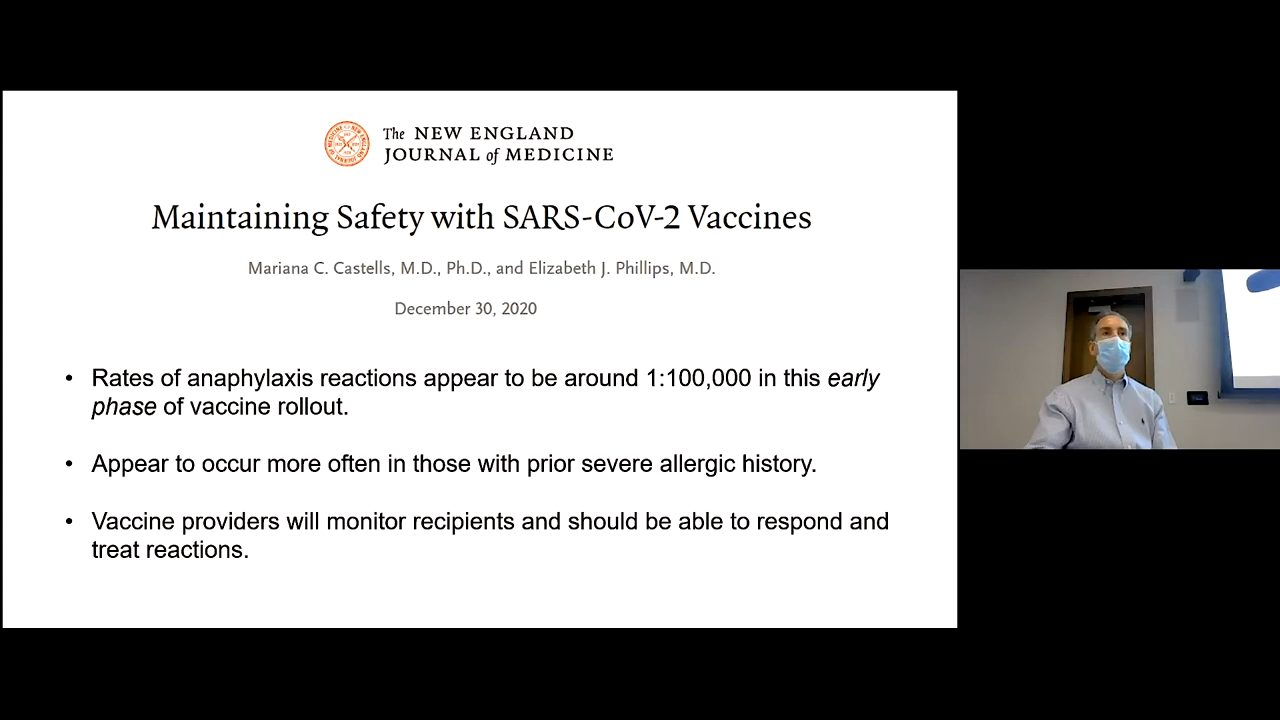 The NEW ENGLAND
JOURNAL of MEDICINE
Maintaining Safety with SARS-CoV-2 Vaccines
Mariana C. Castells, M.D., Ph.D., and Elizabeth J. Phillips, M.D.
December 30, 2020
• Rates of anaphylaxis reactions appear to be around 1:100,000 in this early
phase of vaccine rollout.
• Appear to occur more often in those with prior severe allergic history.
• Vaccine providers will monitor recipients and should be able to respond and
treat reactions.